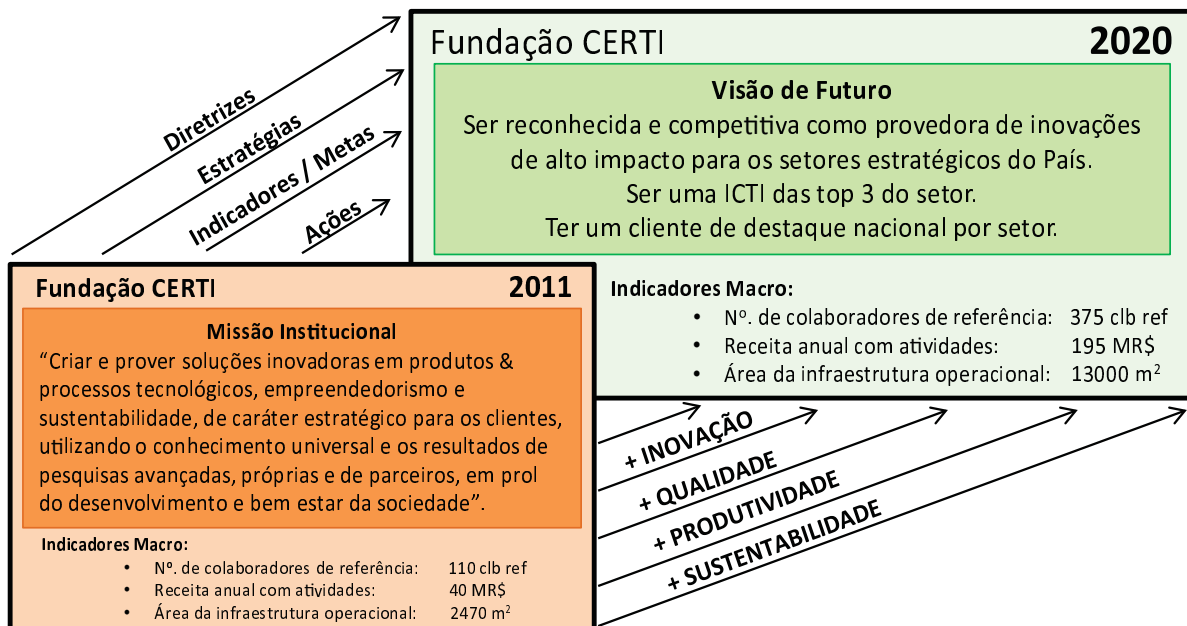 Fundação CERTI 2020
Visão de Futuro
Ser reconhecida e competitiva como provedora de inovações
de alto impacto para os setores estratégicos do País.
Ser uma ICTI das top 3 do setor.
Ter um cliente de destaque nacional por setor.
Indicadores Macro:
• Nº. de colaboradores de referência: 375 clb ref
• Receita anual com atividades: 195 MR$
• Área da infraestrutura operacional: 13000 m²
Diretrizes
Estratégias
Indicadores / Metas
Ações
Fundação CERTI 2011
Missão Institucional
“Criar e prover soluções inovadoras em produtos &
processos tecnológicos, empreendedorismo e
sustentabilidade, de caráter estratégico para os clientes,
utilizando o conhecimento universal e os resultados de
pesquisas avançadas, próprias e de parceiros, em prol
do desenvolvimento e bem estar da sociedade”.
Indicadores Macro:
• Nº. de colaboradores de referência: 110 clb ref
• Receita anual com atividades: 40 MR$
• Área da infraestrutura operacional: 2470 m²
+ INOVAÇÃO
+ QUALIDADE
+ PRODUTIVIDADE
+ SUSTENTABILIDADE